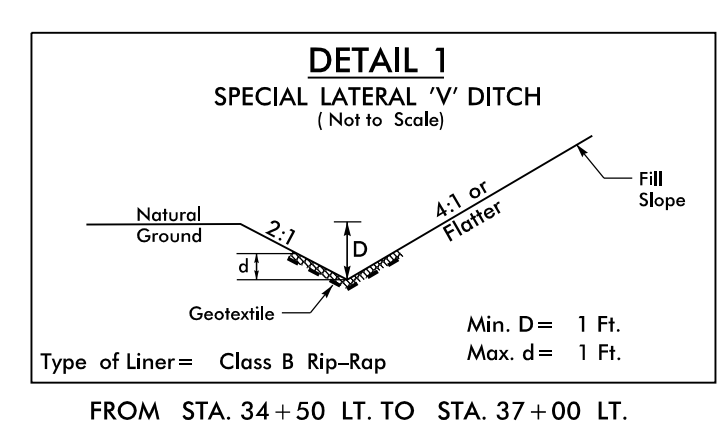 DETAIL 1
SPECIAL LATERAL 'V' DITCH
( Not to Scale)
Natural
Ground
2:1
D
4:1 or
Flatter
Fill
Slope
d
Geotextile
Min. D= 1 Ft.
Max. d= 1 Ft.
Type of Liner= Class B Rip-Rap
FROM STA. 34+50 LT. TO STA. 37+00 LT.